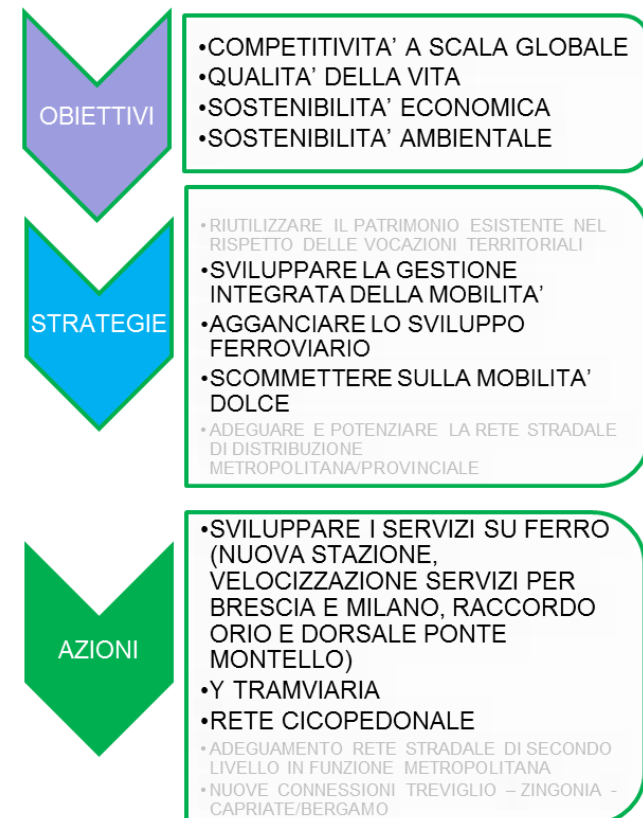 OBIETTIVI
•COMPETITIVITA’ A SCALA GLOBALE
•QUALITA’ DELLA VITA
•SOSTENIBILITA’ ECONOMICA
•SOSTENIBILITA’ AMBIENTALE
STRATEGIE
•RIUTILIZZARE IL PATRIMONIO ESISTENTE NEL
RISPETTO DELLE VOCAZIONI TERRITORIALI
•SVILUPPARE LA GESTIONE
INTEGRATA DELLA MOBILITA’
•AGGANCIARE LO SVILUPPO
FERROVIARIO
•SCOMMETTERE SULLA MOBILITA’
DOLCE
•ADEGUARE E POTENZIARE LA RETE STRADALE
DI DISTRIBUZIONE
METROPOLITANA/PROVINCIALE
AZIONI
•SVILUPPARE I SERVIZI SU FERRO
(NUOVA STAZIONE,
VELOCIZZAZIONE SERVIZI PER
BRESCIA E MILANO, RACCORDO
ORIO E DORSALE PONTE
MONTELLO)
•Y TRAMVIARIA
•RETE CICOPEDONALE
•ADEGUAMENTO RETE STRADALE DI SECONDO
LIVELLO IN FUNZIONE METROPOLITANA
•NUOVE CONNESSIONI TREVIGLIO – ZINGONIA -
CAPRIATE/BERGAMO